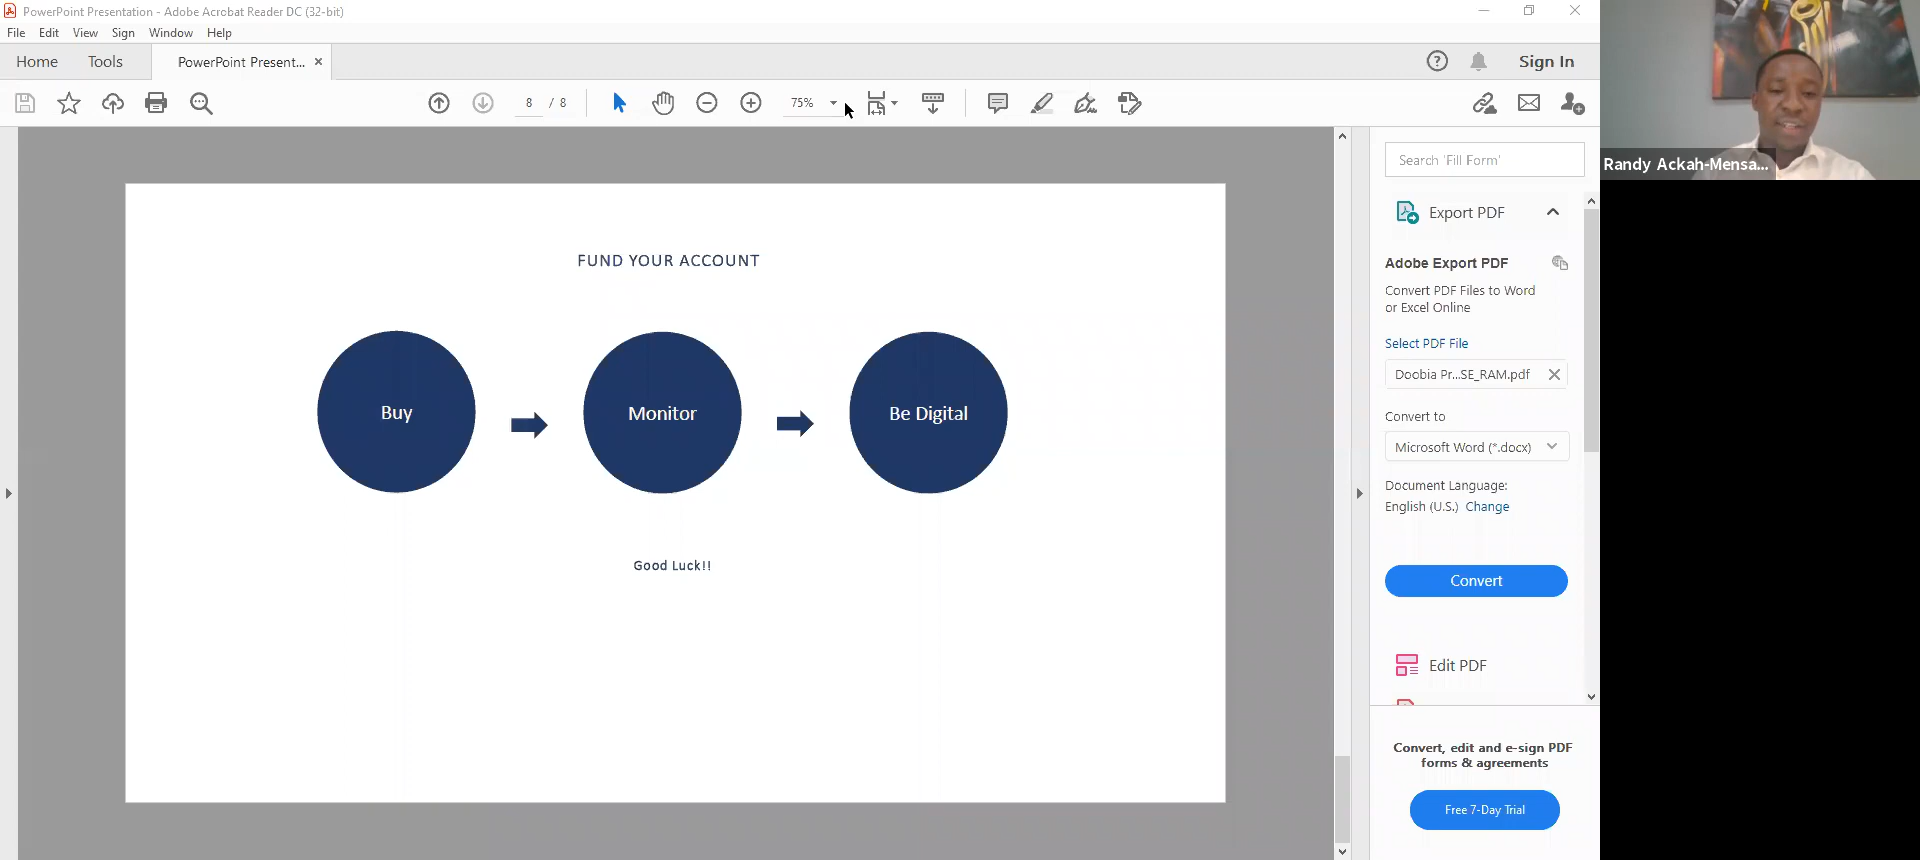 PowerPoint Presentation - Adobe Acrobat Reader DC (32-bit)
File Edit View Sign Window Help
Home Tools PowerPoint Present... Sign In
8 / 8 75%
Randy Ackah-Mensa...
Search 'Fill Form'
Export PDF
Adobe Export PDF
Convert PDF Files to Word
or Excel Online
Select PDF File
Doobia Pr...SE_RAM.pdf
Convert to
Microsoft Word (*.docx)
Document Language:
English (U.S.) Change
Convert
Edit PDF
Convert, edit and e-sign PDF
forms & agreements
Free 7-Day Trial
FUND YOUR ACCOUNT
Buy Monitor Be Digital
Good Luck!!